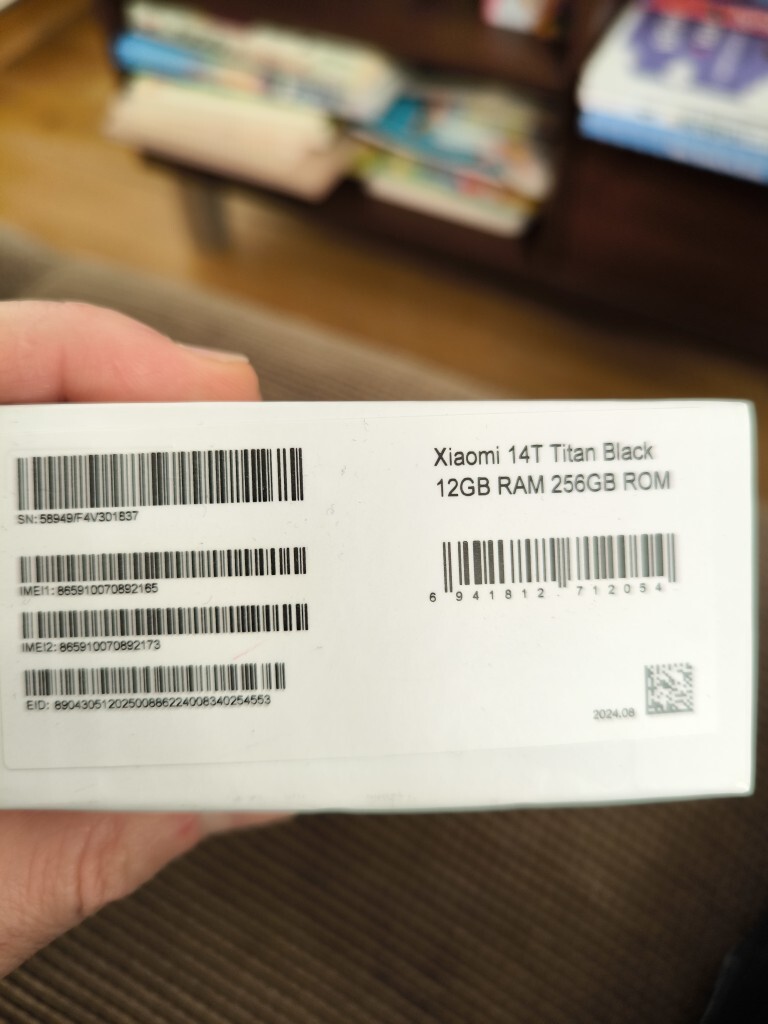 Xiaomi 14T Titan Black
12GB RAM 256GB ROM
SN: 58949/F4V301837
IMEI1: 865910070892165
IMEI2: 865910070892173
EID: 89043051202500886224008340254553
6 941812 712054
2024.08